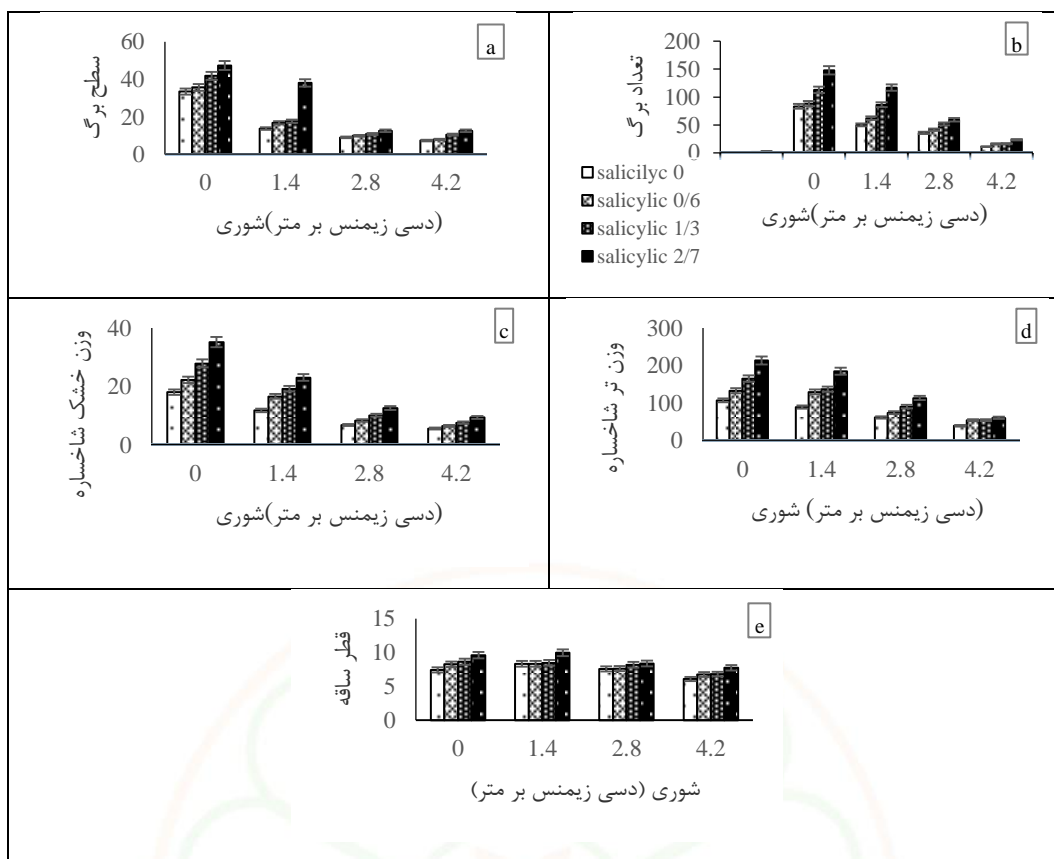 a
سطح برگ
60
40
20
0
0 1.4 2.8 4.2
(دسی زیمنس بر متر)شوری
b
تعداد برگ
200
150
100
50
0
0 1.4 2.8 4.2
salicilyc 0
salicylic 0/6
salicylic 1/3
salicylic 2/7
(دسی زیمنس بر متر)شوری
c
وزن خشک شاخساره
40
20
0
0 1.4 2.8 4.2
(دسی زیمنس بر متر)شوری
d
وزن تر شاخساره
300
200
100
0
0 1.4 2.8 4.2
(دسی زیمنس بر متر) شوری
e
قطر ساقه
15
10
5
0
0 1.4 2.8 4.2
شوری (دسی زیمنس بر متر)